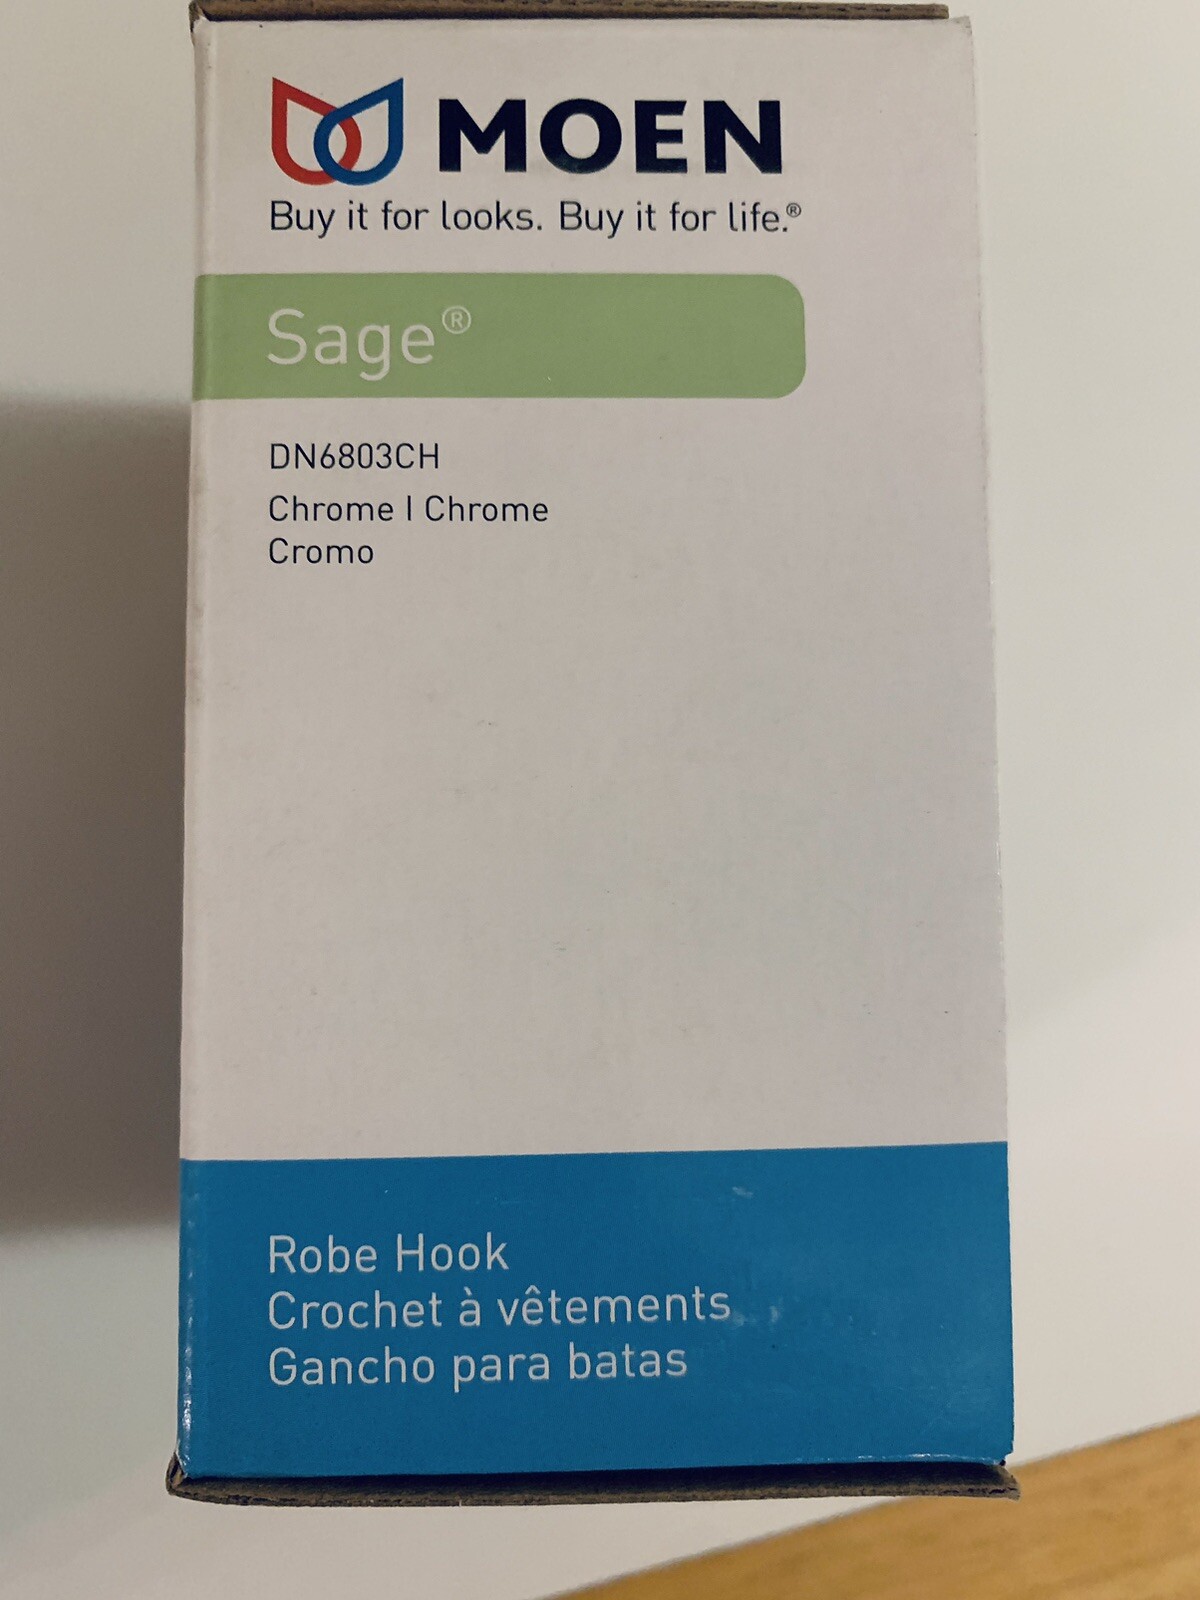 MOEN
Buy it for looks. Buy it for life.®
Sage®
DN6803CH
Chrome | Chrome
Cromo
Robe Hook
Crochet à vêtements
Gancho para batas